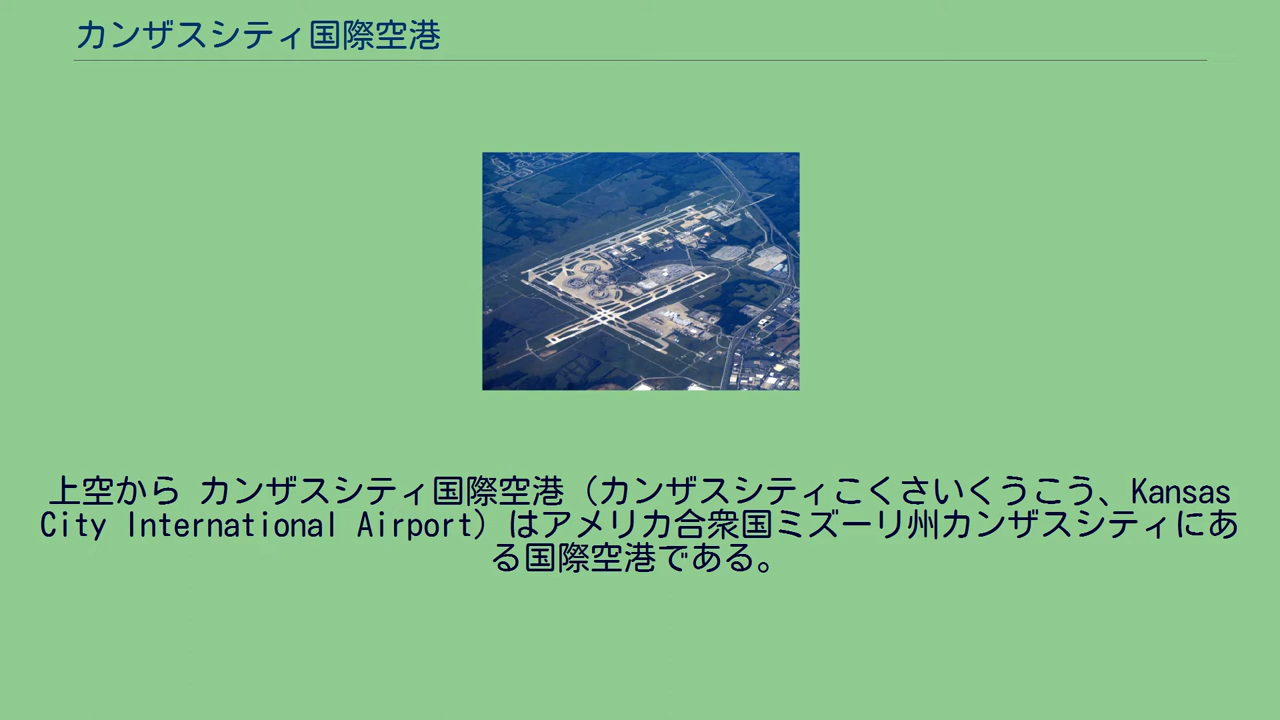 カンザスシティ国際空港
上空から カンザスシティ国際空港（カンザスシティこくさいくうこう、Kansas
City International Airport）はアメリカ合衆国ミズーリ州カンザスシティにあ
る国際空港である。